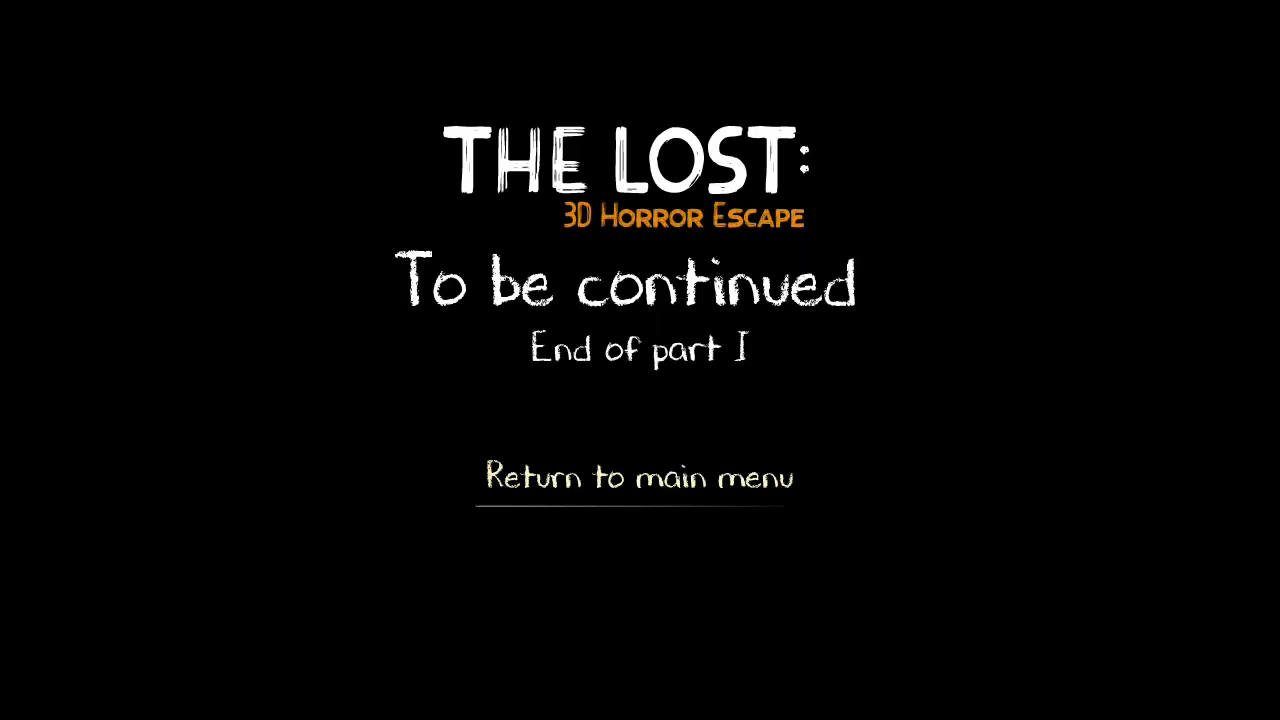 THE LOST:
3D HORROR ESCAPE
To be continued
End of part I
Return to main menu